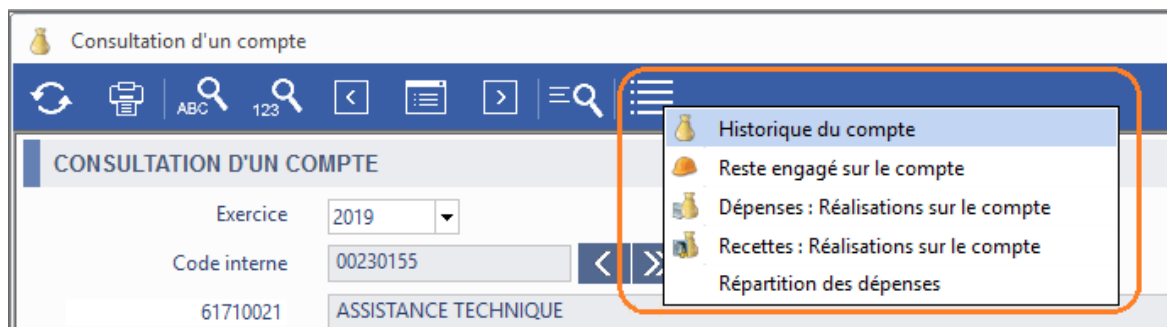 Consultation d'un compte
ABC 123
Historique du compte
CONSULTATION D'UN COMPTE
Reste engagé sur le compte
Exercice 2019
Dépenses : Réalisations sur le compte
Code interne 00230155
Recettes : Réalisations sur le compte
Répartition des dépenses
61710021 ASSISTANCE TECHNIQUE